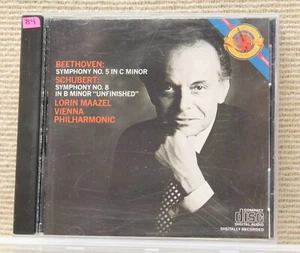 BEETHOVEN:
SYMPHONY NO. 5 IN C MINOR
SCHUBERT:
SYMPHONY NO. 8
IN B MINOR "UNFINISHED"
LORIN MAAZEL
VIENNA
PHILHARMONIC
COMPACT
disc
DIGITAL AUDIO
DIGITALLY RECORDED